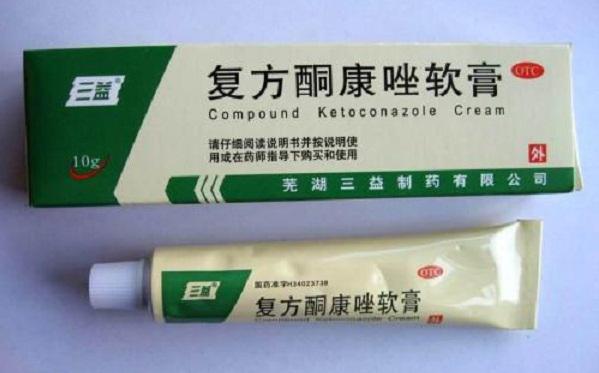 三益®
复方酮康唑软膏
OTC
Compound Ketoconazole Cream
请仔细阅读说明书并按说明使
用或在药师指导下购买和使用
外
10g
芜湖三益制药有限公司
三益
国药准字H34023738
OTC
复方酮康唑软膏
Compound Ketoconazole Cream
外